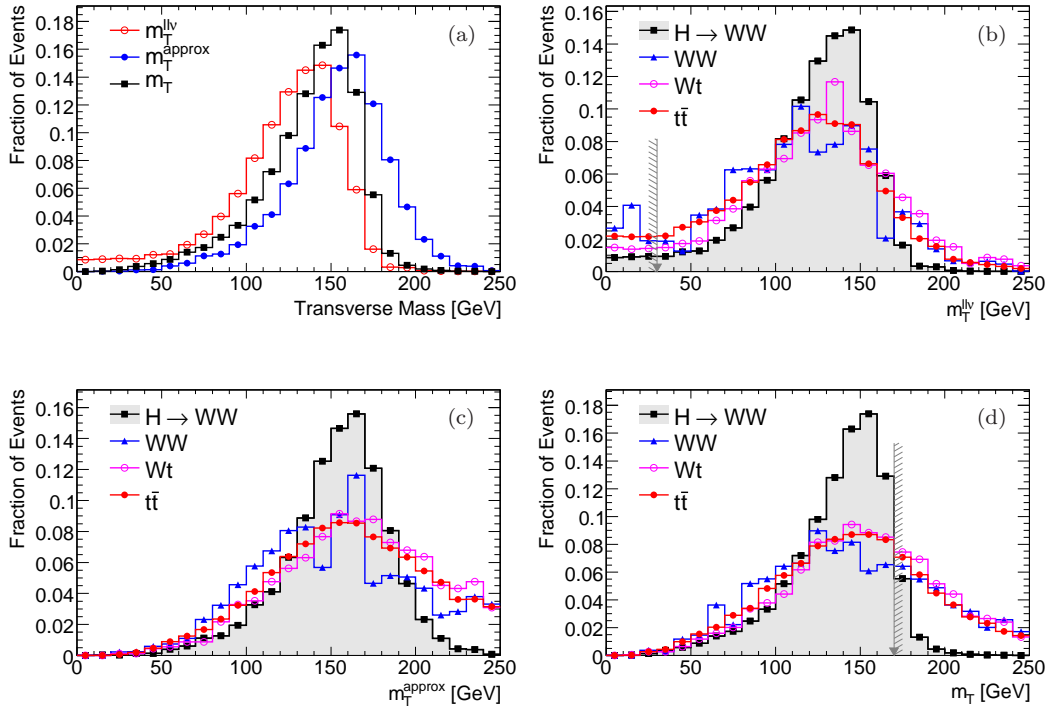 (a)
Fraction of Events
0.18
0.16
0.14
0.12
0.1
0.08
0.06
0.04
0.02
0
m_T^{llν}
m_T^{approx}
m_T
0 50 100 150 200 250
Transverse Mass [GeV]
(b)
Fraction of Events
0.16
0.14
0.12
0.1
0.08
0.06
0.04
0.02
0
H → WW
WW
Wt
tt̄
0 50 100 150 200 250
m_T^{llν} [GeV]
(c)
Fraction of Events
0.16
0.14
0.12
0.1
0.08
0.06
0.04
0.02
0
H → WW
WW
Wt
tt̄
0 50 100 150 200 250
m_T^{approx} [GeV]
(d)
Fraction of Events
0.18
0.16
0.14
0.12
0.1
0.08
0.06
0.04
0.02
0
H → WW
WW
Wt
tt̄
0 50 100 150 200 250
m_T [GeV]